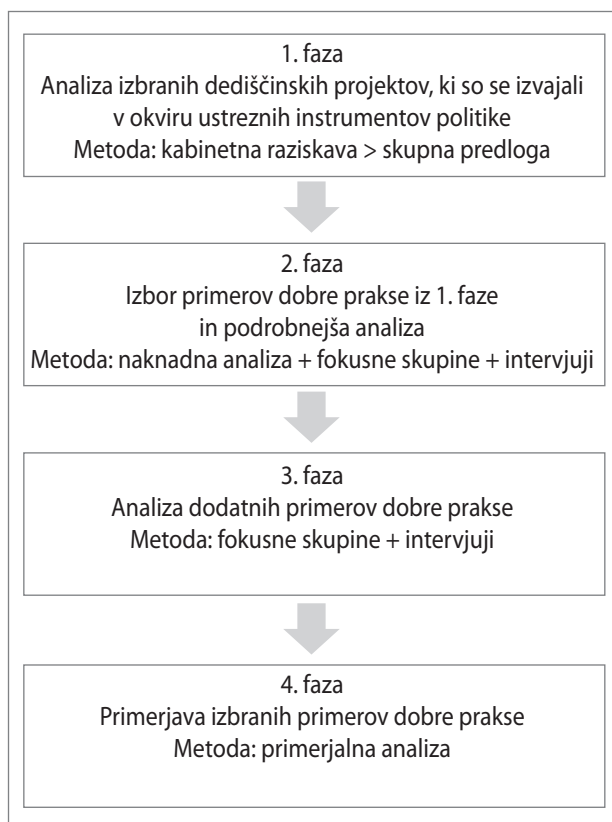 1. faza
Analiza izbranih dediščinskih projektov, ki so se izvajali
v okviru ustreznih instrumentov politike
Metoda: kabinetna raziskava > skupna predloga
2. faza
Izbor primerov dobre prakse iz 1. faze
in podrobnejša analiza
Metoda: naknadna analiza + fokusne skupine + intervjuji
3. faza
Analiza dodatnih primerov dobre prakse
Metoda: fokusne skupine + intervjuji
4. faza
Primerjava izbranih primerov dobre prakse
Metoda: primerjalna analiza